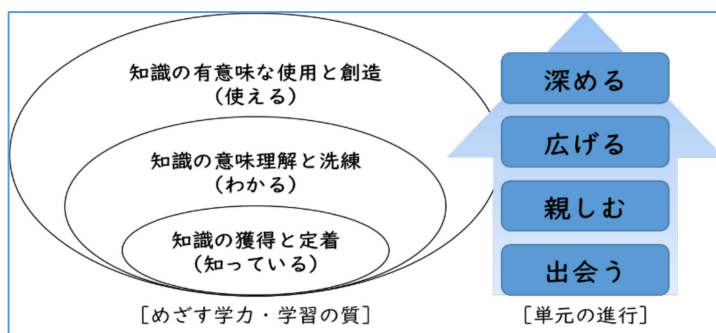 知識の有意味な使用と創造
(使える)
知識の意味理解と洗練
(わかる)
知識の獲得と定着
(知っている)
[めざす学力・学習の質]
深める
広げる
親しむ
出会う
[単元の進行]